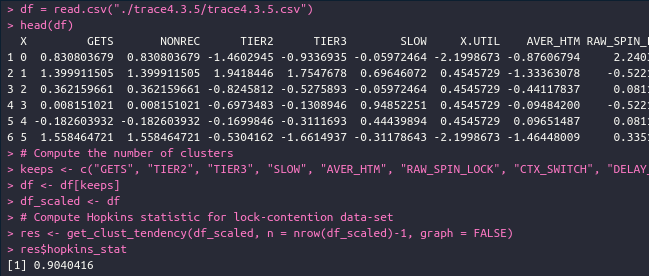 > df = read.csv("./trace4.3.5/trace4.3.5.csv")
> head(df)
X GETS NONREC TIER2 TIER3 SLOW X.UTIL AVER_HTM RAW_SPIN_
1 0 0.830803679 0.830803679 -1.4602945 -0.9336935 -0.05972464 -2.1998673 -0.87606794 2.240
2 1 1.399911505 1.399911505 1.9418446 1.7547678 0.69646072 0.4545729 -1.33363078 -0.522
3 2 0.362159661 0.362159661 -0.8245812 -0.5275893 -0.05972464 0.4545729 -0.44117837 0.081
4 3 0.008151021 0.008151021 -0.6973483 -0.1308946 0.94852251 0.4545729 -0.09484200 -0.522
5 4 -0.182603932 -0.182603932 -0.1699846 -0.3111693 0.44439894 0.4545729 0.09651487 0.081
6 5 1.558464721 1.558464721 -0.5304162 -1.6614937 -0.31178643 -2.1998673 -1.46448009 0.335
> # Compute the number of clusters
> keeps <- c("GETS", "TIER2", "TIER3", "SLOW", "AVER_HTM", "RAW_SPIN_LOCK", "CTX_SWITCH", "DELAY_
> df <- df[keeps]
> df_scaled <- df
> # Compute Hopkins statistic for lock-contention data-set
> res <- get_clust_tendency(df_scaled, n = nrow(df_scaled)-1, graph = FALSE)
> res$hopkins_stat
[1] 0.9040416